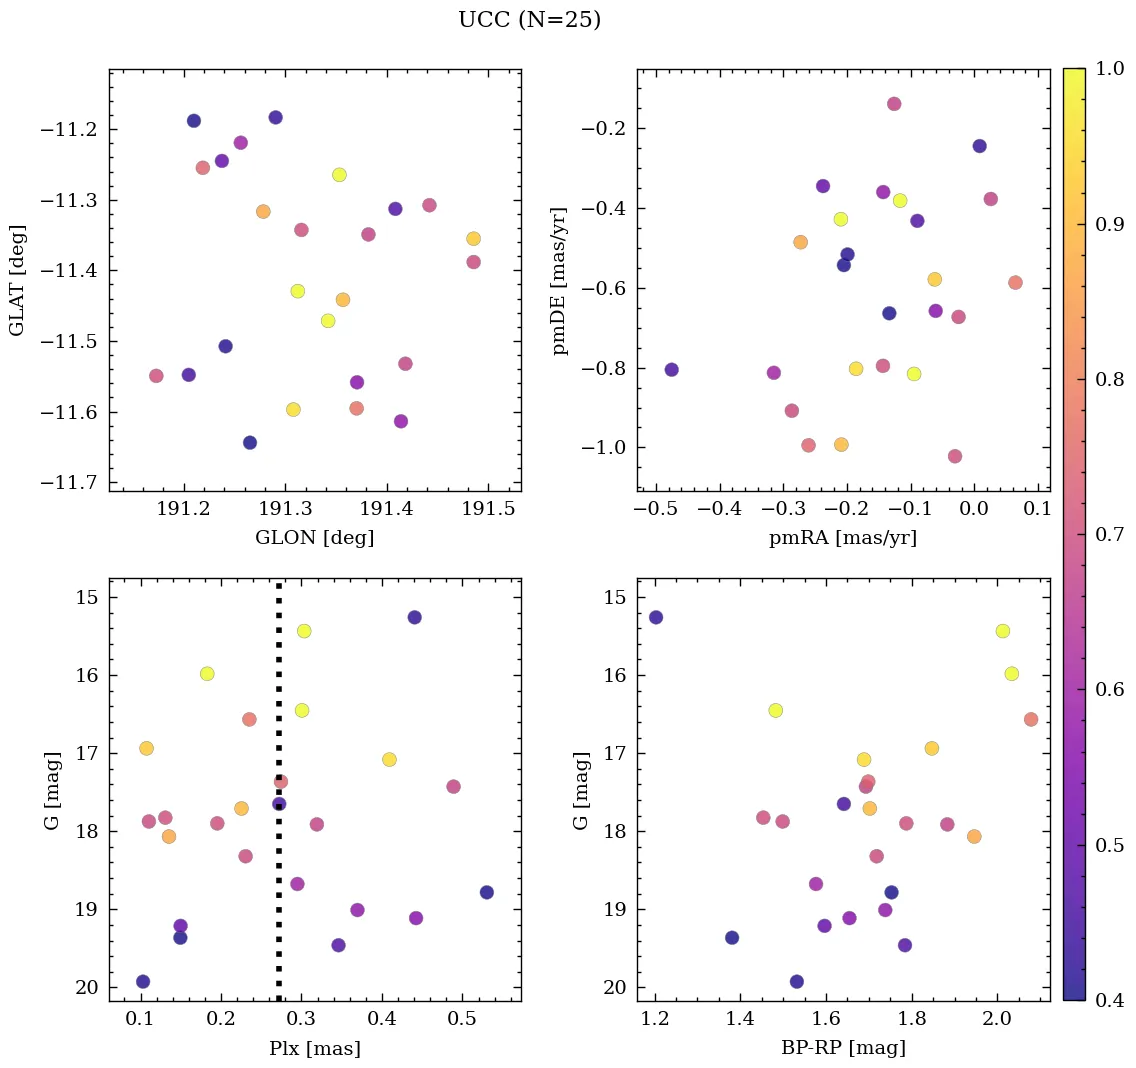 UCC (N=25)
−11.2
−11.3
−11.4
−11.5
−11.6
−11.7
GLAT [deg]
191.2 191.3 191.4 191.5
GLON [deg]
−0.2
−0.4
−0.6
−0.8
−1.0
pmDE [mas/yr]
−0.5 −0.4 −0.3 −0.2 −0.1 0.0 0.1
pmRA [mas/yr]
15
16
17
18
19
20
G [mag]
0.1 0.2 0.3 0.4 0.5
Plx [mas]
15
16
17
18
19
20
G [mag]
1.2 1.4 1.6 1.8 2.0
BP-RP [mag]
1.0
0.9
0.8
0.7
0.6
0.5
0.4